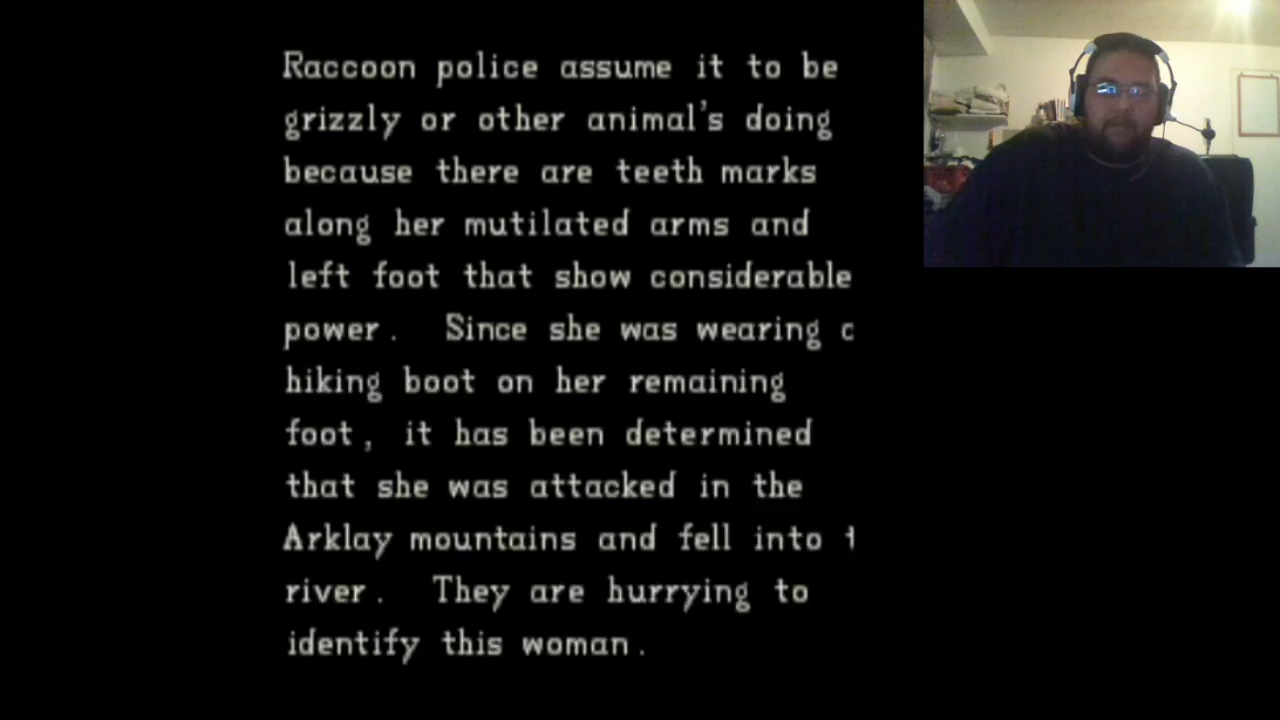 Raccoon police assume it to be
grizzly or other animal's doing
because there are teeth marks
along her mutilated arms and
left foot that show considerable
power. Since she was wearing
hiking boot on her remaining
foot, it has been determined
that she was attacked in the
Arklay mountains and fell into
river. They are hurrying to
identify this woman.